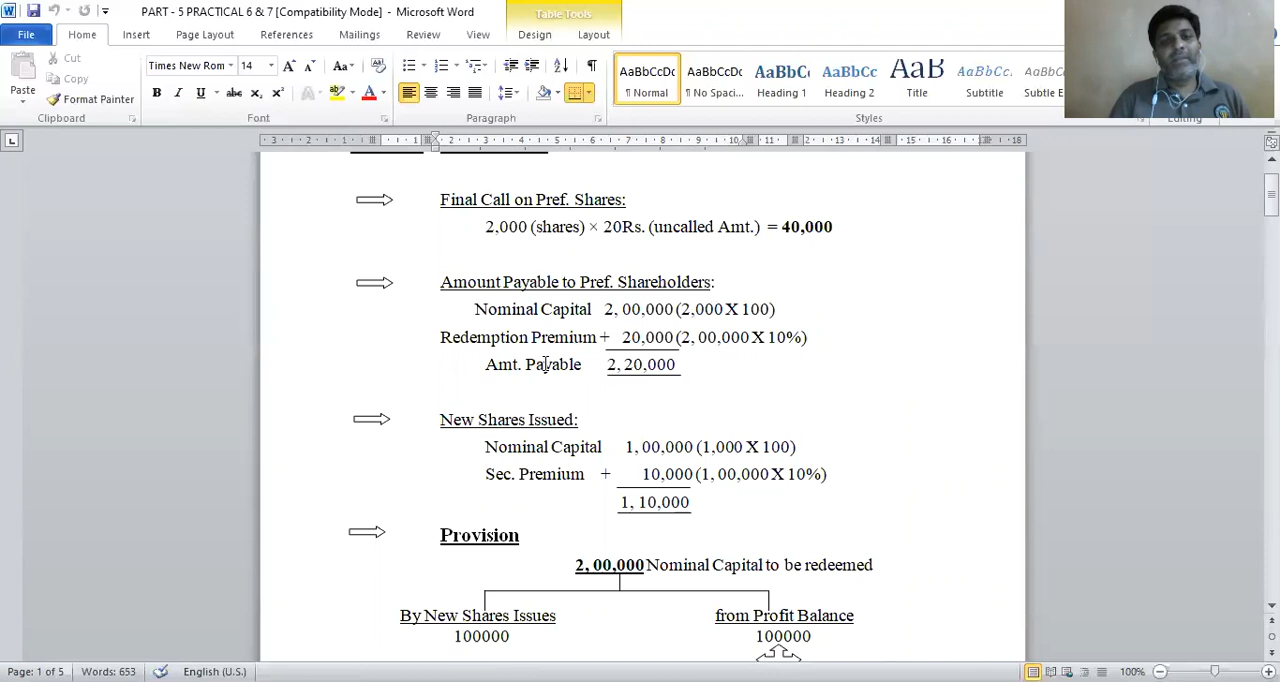 PART - 5 PRACTICAL 6 & 7 [Compatibility Mode] - Microsoft Word
Table Tools
File Home Insert Page Layout References Mailings Review View Design Layout
Cut
Copy
Format Painter
Paste
Times New Rom 14
AaBbCcDc AaBbCcDc AaBbCc AaBbCc AaB AaBbCcL AaBbCcDc
¶ Normal ¶ No Spaci... Heading 1 Heading 2 Title Subtitle Subtle E
Clipboard Font Paragraph Styles Editing
Final Call on Pref. Shares:
2,000 (shares) × 20Rs. (uncalled Amt.) = 40,000
Amount Payable to Pref. Shareholders:
Nominal Capital 2, 00,000 (2,000 X 100)
Redemption Premium + 20,000 (2, 00,000 X 10%)
Amt. Payable 2, 20,000
New Shares Issued:
Nominal Capital 1, 00,000 (1,000 X 100)
Sec. Premium + 10,000 (1, 00,000 X 10%)
1, 10,000
Provision
2, 00,000 Nominal Capital to be redeemed
By New Shares Issues from Profit Balance
100000 100000
Page: 1 of 5 Words: 653 English (U.S.) 100%